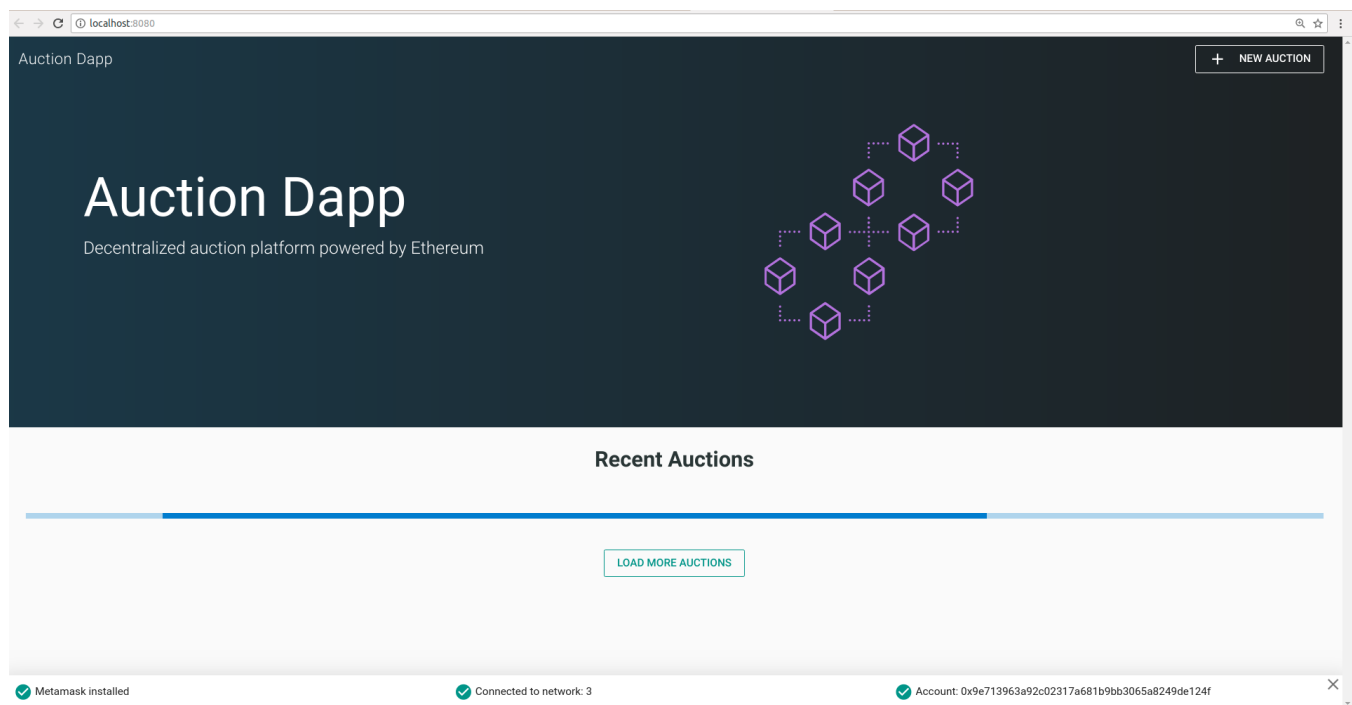 localhost:8080
Auction Dapp
NEW AUCTION
Auction Dapp
Decentralized auction platform powered by Ethereum
Recent Auctions
LOAD MORE AUCTIONS
Metamask installed
Connected to network: 3
Account: 0x9e713963a92c02317a681b9bb3065a8249de124f